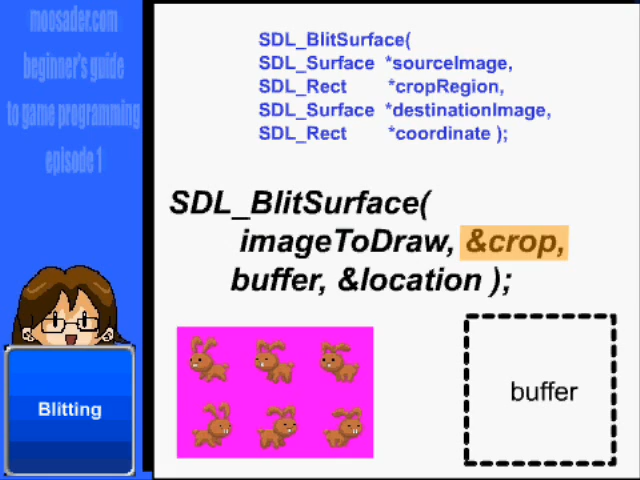 moosader.com
beginner's guide
to game programming
episode 1
SDL_BlitSurface(
SDL_Surface *sourceImage,
SDL_Rect *cropRegion,
SDL_Surface *destinationImage,
SDL_Rect *coordinate );
SDL_BlitSurface(
imageToDraw, &crop,
buffer, &location );
buffer
Blitting